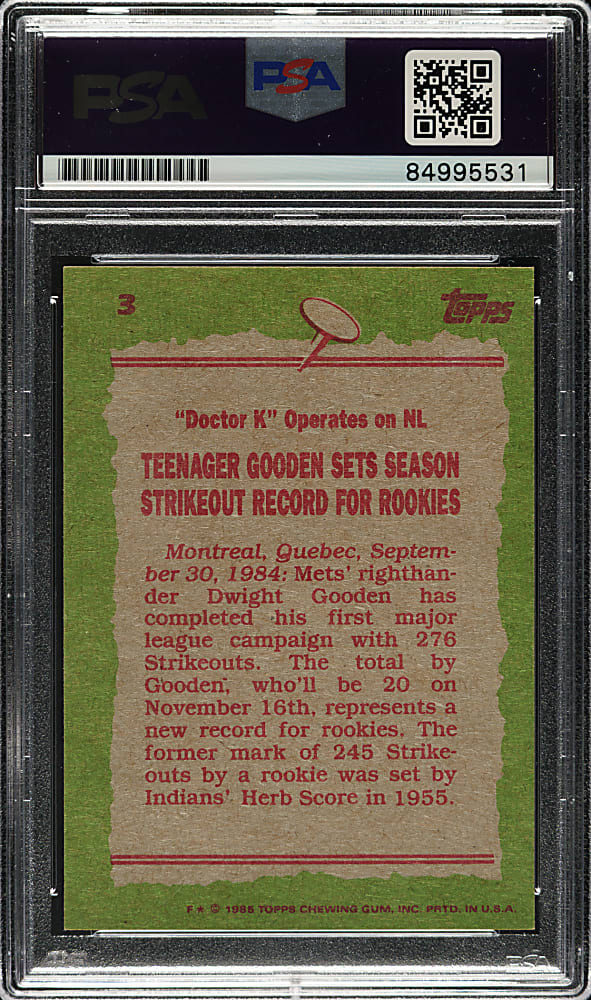 PSA
PSA
84995531
3
Topps
"Doctor K" Operates on NL
TEENAGER GOODEN SETS SEASON
STRIKEOUT RECORD FOR ROOKIES
Montreal, Quebec, Septem-
ber 30, 1984: Mets' righthan-
der Dwight Gooden has
completed his first major
league campaign with 276
Strikeouts. The total by
Gooden, who'll be 20 on
November 16th, represents a
new record for rookies. The
former mark of 245 Strike-
outs by a rookie was set by
Indians' Herb Score in 1955.
F★ © 1985 TOPPS CHEWING GUM, INC. PRTD. IN U.S.A.
PSA